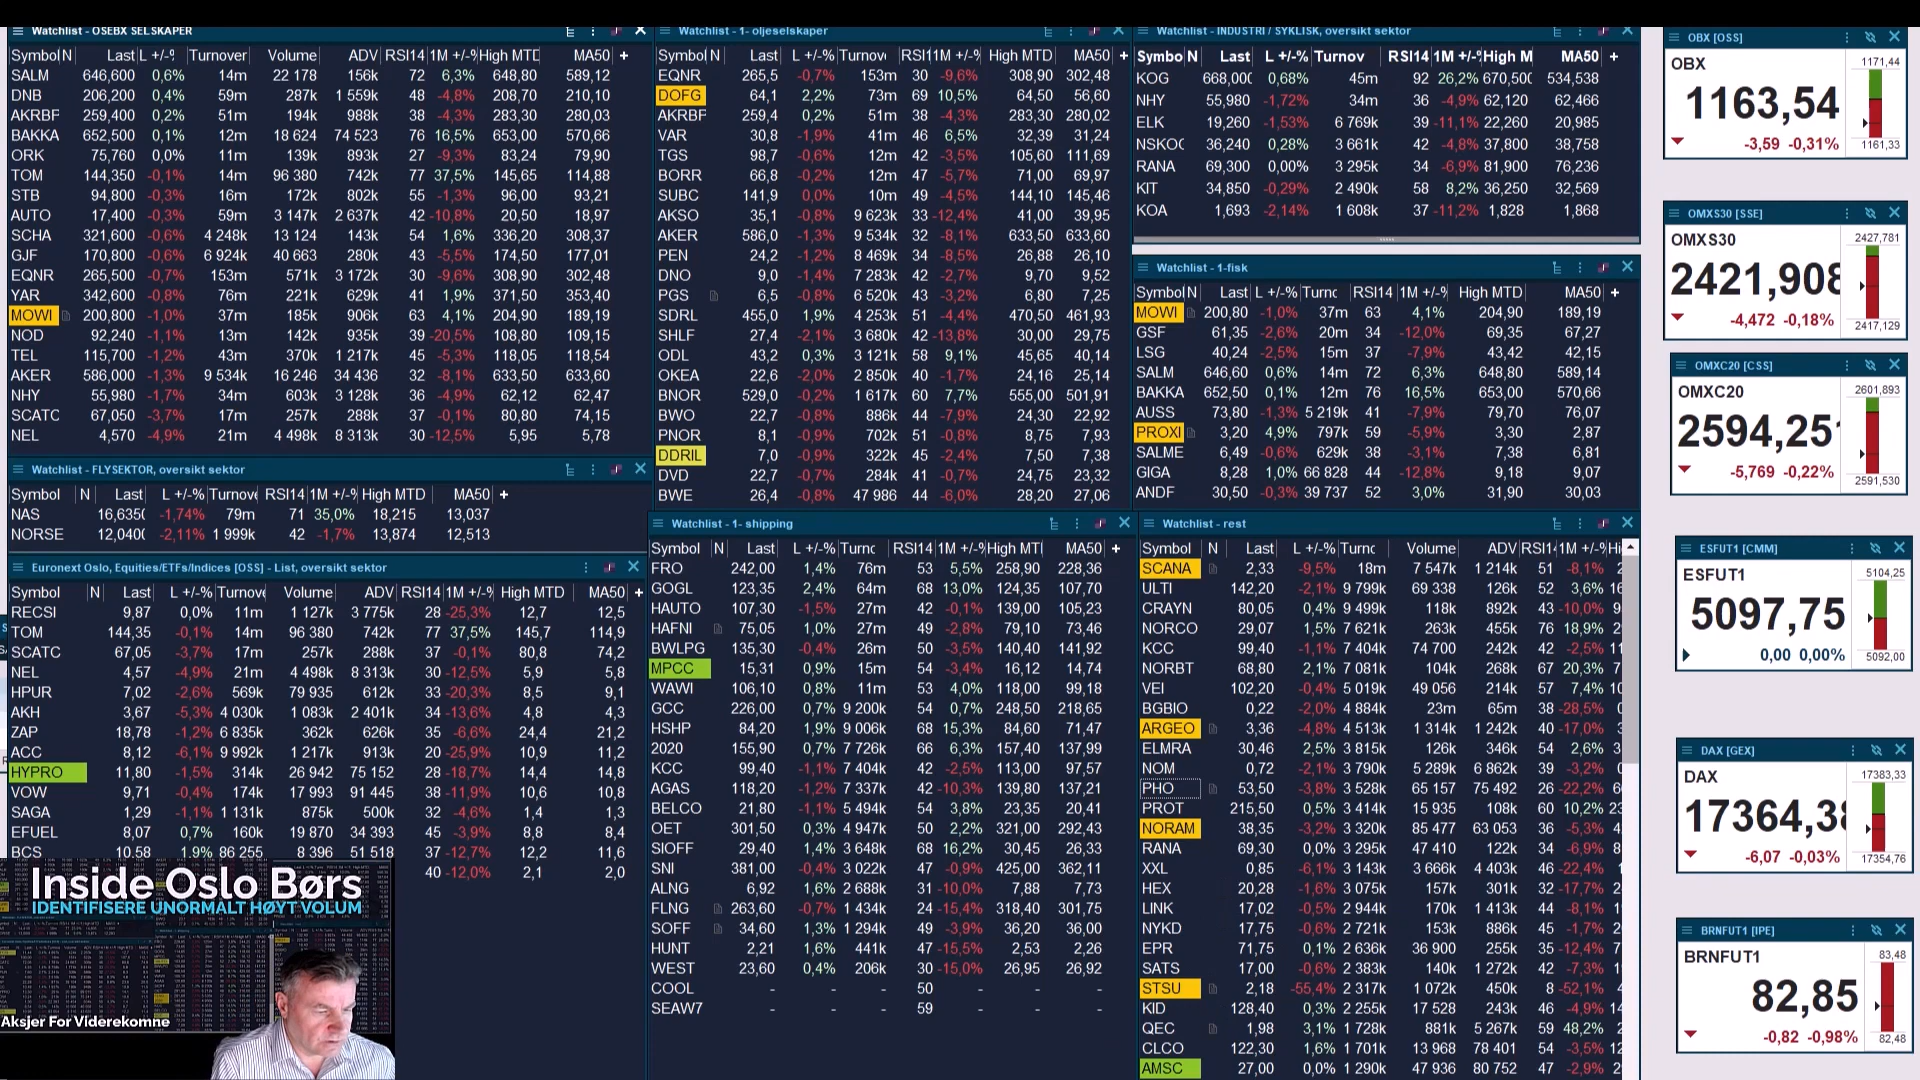 Watchlist - OSEBX SELSKAPER
Symbol N Last L +/-% Turnover Volume ADV RSI14 1M +/-% High MTD MA50 +
SALM 646,600 0,6% 14m 22 178 156k 72 6,3% 648,80 589,12
DNB 206,200 0,4% 59m 287k 1 559k 48 -4,8% 208,70 210,10
AKRBF 259,400 0,2% 51m 194k 988k 38 -4,3% 283,30 280,03
BAKKA 652,500 0,1% 12m 18 624 74 523 76 16,5% 653,00 570,66
ORK 75,760 0,0% 11m 139k 893k 27 -9,3% 83,24 79,90
TOM 144,350 -0,1% 14m 96 380 742k 77 37,5% 145,65 114,88
STB 94,800 -0,3% 16m 172k 802k 55 -1,3% 96,00 93,21
AUTO 17,400 -0,3% 59m 3 147k 2 637k 42 -10,8% 20,50 18,97
SCHA 321,600 -0,6% 4 248k 13 124 143k 54 1,6% 336,20 308,37
GJF 170,800 -0,6% 6 924k 40 663 280k 43 -5,5% 174,50 177,01
EQNR 265,500 -0,7% 153m 571k 3 172k 30 -9,6% 308,90 302,48
YAR 342,600 -0,8% 76m 221k 629k 41 1,9% 371,50 353,40
MOWI 200,800 -1,0% 37m 185k 906k 63 4,1% 204,90 189,19
NOD 92,240 -1,1% 13m 142k 935k 39 -20,5% 108,80 109,15
TEL 115,700 -1,2% 43m 370k 1 217k 45 -5,3% 118,05 118,54
AKER 586,000 -1,3% 9 534k 16 246 34 436 32 -8,1% 633,50 633,60
NHY 55,980 -1,7% 34m 603k 3 128k 36 -4,9% 62,12 62,47
SCATC 67,050 -3,7% 17m 257k 288k 37 -0,1% 80,80 74,15
NEL 4,570 -4,9% 21m 4 498k 8 313k 30 -12,5% 5,95 5,78
Watchlist - FLYSEKTOR, oversikt sektor
Symbol N Last L +/-% Turnove RSI14 1M +/-% High MTD MA50 +
NAS 16,635( -1,74% 79m 71 35,0% 18,215 13,037
NORSE 12,040( -2,11% 1 999k 42 -1,7% 13,874 12,513
Euronext Oslo, Equities/ETFs/Indices [OSS] - List, oversikt sektor
Symbol N Last L +/-% Turnove Volume ADV RSI14 1M +/-% High MTD MA50 +
RECSI 9,87 0,0% 11m 1 127k 3 775k 28 -25,3% 12,7 12,5
TOM 144,35 -0,1% 14m 96 380 742k 77 37,5% 145,7 114,9
SCATC 67,05 -3,7% 17m 257k 288k 37 -0,1% 80,8 74,2
NEL 4,57 -4,9% 21m 4 498k 8 313k 30 -12,5% 5,9 5,8
HPUR 7,02 -2,6% 569k 79 935 612k 33 -20,3% 8,5 9,1
AKH 3,67 -5,3% 4 030k 1 083k 2 401k 34 -13,6% 4,8 4,3
ZAP 18,78 -1,2% 6 835k 362k 626k 35 -6,6% 24,4 21,2
ACC 8,12 -6,1% 9 992k 1 217k 913k 20 -25,9% 10,9 11,2
HYPRO 11,80 -1,5% 314k 26 942 75 152 28 -18,7% 14,4 14,8
VOW 9,71 -0,4% 174k 17 993 91 445 38 -11,9% 10,6 10,8
SAGA 1,29 -1,1% 1 131k 875k 500k 32 -4,6% 1,4 1,3
EFUEL 8,07 0,7% 160k 19 870 34 393 45 -3,9% 8,8 8,4
BCS 10,58 1,9% 86 255 8 396 51 518 37 -12,7% 12,2 11,6
40 -12,0% 2,1 2,0
Inside Oslo Børs
IDENTIFISERE UNORMALT HØYT VOLUM
Aksjer For Viderekomne
Watchlist - 1- oljeselskaper
Symbol N Last L +/-% Turnove RSI1 1M +/-% High MTD MA50 +
EQNR 265,5 -0,7% 153m 30 -9,6% 308,90 302,48
DOFG 64,1 2,2% 73m 69 10,5% 64,50 56,60
AKRBF 259,4 0,2% 51m 38 -4,3% 283,30 280,02
VAR 30,8 -1,9% 41m 46 6,5% 32,39 31,24
TGS 98,7 -0,6% 12m 42 -3,5% 105,60 111,69
BORR 66,8 -0,2% 12m 47 -5,7% 71,00 69,97
SUBC 141,9 0,0% 10m 49 -4,5% 144,10 145,46
AKSO 35,1 -0,8% 9 623k 33 -12,4% 41,00 39,95
AKER 586,0 -1,3% 9 534k 32 -8,1% 633,50 633,60
PEN 24,2 -1,2% 8 469k 34 -8,5% 26,88 26,10
DNO 9,0 -1,4% 7 283k 42 -2,7% 9,70 9,52
PGS 6,5 -0,8% 6 520k 43 -3,2% 6,80 7,25
SDRL 455,0 1,9% 4 253k 51 -4,4% 470,50 461,93
SHLF 27,4 -2,1% 3 680k 42 -13,8% 30,00 29,75
ODL 43,2 0,3% 3 121k 58 9,1% 45,65 40,14
OKEA 22,6 -2,0% 2 850k 40 -1,7% 24,16 25,14
BNOR 529,0 -0,2% 1 617k 60 7,7% 555,00 501,91
BWO 22,7 -0,8% 886k 44 -7,9% 24,30 22,92
PNOR 8,1 -0,9% 702k 51 -0,8% 8,75 7,93
DDRIL 7,0 -0,9% 322k 45 -2,4% 7,50 7,38
DVD 22,7 -0,7% 284k 41 -0,7% 24,75 23,32
BWE 26,4 -0,8% 47 986 44 -6,0% 28,20 27,06
Watchlist - 1- shipping
Symbol N Last L +/-% Turnc RSI14 1M +/-% High MTI MA50 +
FRO 242,00 1,4% 76m 53 5,5% 258,90 228,36
GOGL 123,35 2,4% 64m 68 13,0% 124,35 107,70
HAUTO 107,30 -1,5% 27m 42 -0,1% 139,00 105,23
HAFNI 75,05 1,0% 27m 49 -2,8% 79,10 73,46
BWLPG 135,30 -0,4% 26m 50 -3,5% 140,40 141,92
MPCC 15,31 0,9% 15m 54 -3,4% 16,12 14,74
WAWI 106,10 0,8% 11m 53 4,0% 118,00 99,18
GCC 226,00 0,7% 9 200k 54 0,7% 248,50 218,65
HSHP 84,20 1,9% 9 006k 68 15,3% 84,60 71,47
2020 155,90 0,7% 7 726k 66 6,3% 157,40 137,99
KCC 99,40 -1,1% 7 404k 42 -2,5% 113,00 97,57
AGAS 118,20 -1,2% 7 337k 42 -10,3% 139,80 137,21
BELCO 21,80 -1,1% 5 494k 54 3,8% 23,35 20,41
OET 301,50 0,3% 4 947k 50 2,2% 321,00 292,43
SIOFF 29,40 1,4% 3 648k 68 16,2% 30,45 26,33
SNI 381,00 -0,4% 3 022k 47 -0,9% 425,00 362,11
ALNG 6,92 1,6% 2 688k 31 -10,0% 7,88 7,73
FLNG 263,60 -0,7% 1 434k 24 -15,4% 318,40 301,75
SOFF 34,60 1,3% 1 294k 49 -3,9% 36,20 36,00
HUNT 2,21 1,6% 441k 47 -15,5% 2,53 2,26
WEST 23,60 0,4% 206k 30 -15,0% 26,95 26,92
COOL - - - 50 - -
SEAW7 - - - 59 - -
Watchlist - INDUSTRI / SYKLISK, oversikt sektor
Symbo N Last L +/-% Turnov RSI14 1M +/-% High M MA50 +
KOG 668,00( 0,68% 45m 92 26,2% 670,50( 534,538
NHY 55,980 -1,72% 34m 36 -4,9% 62,120 62,466
ELK 19,260 -1,53% 6 769k 39 -11,1% 22,260 20,985
NSKOC 36,240 0,28% 3 661k 42 -4,8% 37,800 38,758
RANA 69,300 0,00% 3 295k 34 -6,9% 81,900 76,236
KIT 34,850 -0,29% 2 490k 58 8,2% 36,250 32,569
KOA 1,693 -2,14% 1 608k 37 -11,2% 1,828 1,868
Watchlist - 1-fisk
Symbol N Last L +/-% Turnc RSI14 1M +/-% High MTD MA50 +
MOWI 200,80 -1,0% 37m 63 4,1% 204,90 189,19
GSF 61,35 -2,6% 20m 34 -12,0% 69,35 67,27
LSG 40,24 -2,5% 15m 37 -7,9% 43,42 42,15
SALM 646,60 0,6% 14m 72 6,3% 648,80 589,14
BAKKA 652,50 0,1% 12m 76 16,5% 653,00 570,66
AUSS 73,80 -1,3% 5 219k 41 -7,9% 79,70 76,07
PROXI 3,20 4,9% 797k 59 -5,9% 3,30 2,87
SALME 6,49 -0,6% 629k 38 -3,1% 7,38 6,81
GIGA 8,28 1,0% 66 828 44 -12,8% 9,18 9,07
ANDF 30,50 -0,3% 39 737 52 3,0% 31,90 30,03
Watchlist - rest
Symbol N Last L +/-% Turnc Volume ADV RSI1 1M +/-% Hi
SCANA 2,33 -9,5% 18m 7 547k 1 214k 51 -8,1% 2
ULTI 142,20 -2,1% 9 799k 69 338 126k 52 3,6% 16
CRAYN 80,05 0,4% 9 499k 118k 892k 43 -10,0% 9
NORCO 29,07 1,5% 7 621k 263k 455k 76 18,9% 2
KCC 99,40 -1,1% 7 404k 74 700 242k 42 -2,5% 11
NORBT 68,80 2,1% 7 081k 104k 268k 67 20,3% 7
VEI 102,20 -0,4% 5 019k 49 056 214k 57 7,4% 10
BGBIO 0,22 -2,0% 4 884k 23m 65m 38 -28,5% 0
ARGEO 3,36 -4,8% 4 513k 1 314k 1 242k 40 -17,0% 3
ELMRA 30,46 2,5% 3 815k 126k 346k 54 2,6% 3
NOM 0,72 -2,1% 3 790k 5 289k 6 862k 39 -3,2% 0
PHO 53,50 -3,8% 3 528k 65 157 75 492 26 -22,2% 6
PROT 215,50 0,5% 3 414k 15 935 108k 60 10,2% 23
NORAM 38,35 -3,2% 3 320k 85 477 63 053 36 -5,3% 4
RANA 69,30 0,0% 3 295k 47 410 122k 34 -6,9% 8
XXL 0,85 -6,1% 3 143k 3 666k 4 403k 46 -22,4% 1
HEX 20,28 -1,6% 3 075k 157k 301k 32 -17,7% 2
LINK 17,02 -0,5% 2 944k 170k 1 413k 44 -8,1% 1
NYKD 17,75 -0,6% 2 721k 153k 886k 45 -1,7% 2
EPR 71,75 0,1% 2 636k 36 900 255k 35 -12,4% 7
SATS 17,00 -0,6% 2 383k 140k 1 272k 42 -7,3% 1
STSU 2,18 -55,4% 2 317k 1 072k 450k 8 -52,1% 4
KID 128,40 0,3% 2 255k 17 528 243k 46 -4,9% 14
QEC 1,98 3,1% 1 728k 881k 5 267k 59 48,2% 2
CLCO 122,30 1,6% 1 701k 13 968 78 401 54 -3,5% 12
AMSC 27,00 0,0% 1 290k 47 936 80 752 47 -2,9% 2
OBX [OSS]
OBX
1163,54
-3,59 -0,31%
1171,44
1161,33
OMXS30 [SSE]
OMXS30
2421,908
-4,472 -0,18%
2427,781
2417,129
OMXC20 [CSS]
OMXC20
2594,25
-5,769 -0,22%
2601,893
2591,530
ESFUT1 [CMM]
ESFUT1
5097,75
0,00 0,00%
5104,25
5092,00
DAX [GEX]
DAX
17364,38
-6,07 -0,03%
17383,33
17354,76
BRNFUT1 [IPE]
BRNFUT1
82,85
-0,82 -0,98%
83,48
82,48